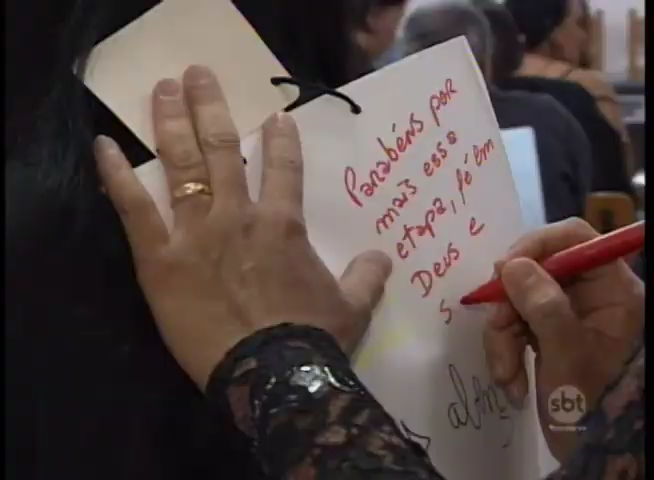 Parabéns por
mais essa
etapa, fé em
Deus e
s
sbt